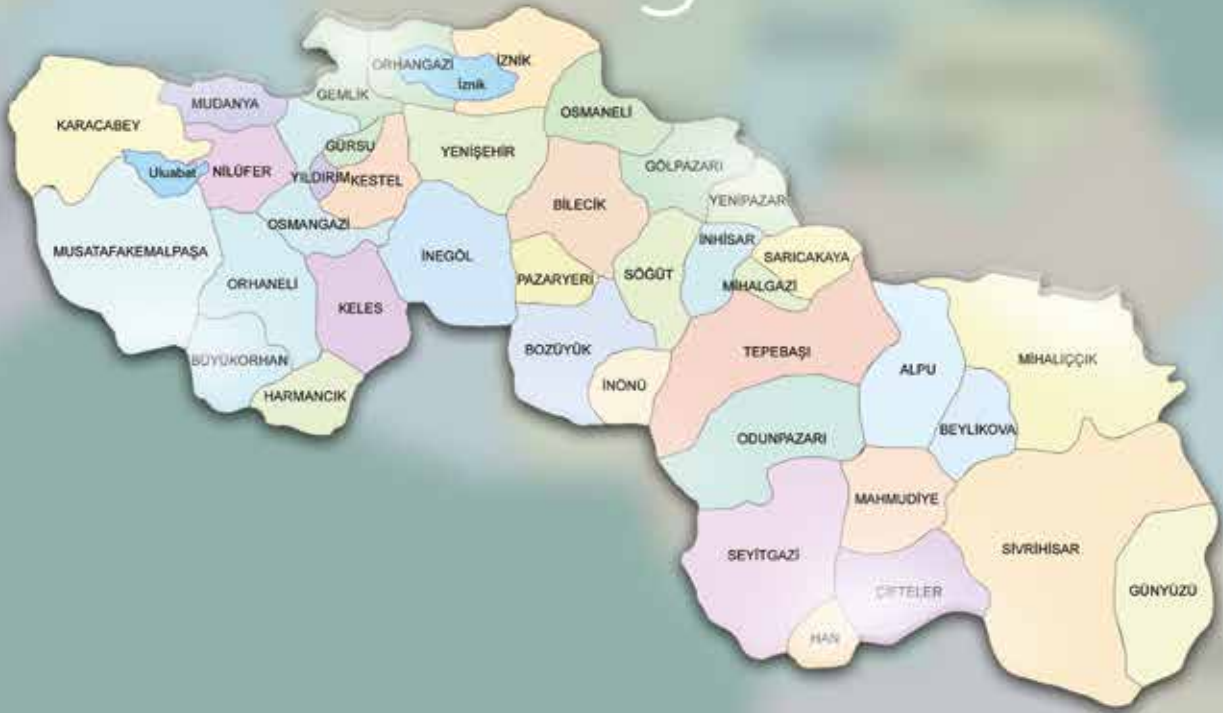 İZNİK
ORHANGAZİ
İznik
GEMLİK
MUDANYA
OSMANELİ
KARACABEY
GÜRSU
YENİŞEHİR
GÖLPAZARI
Uluabat
NİLÜFER
YILDIRIM
KESTEL
YENİPAZAR
BİLECİK
OSMANGAZİ
İNHİSAR
MUSATAFAKEMALPAŞA
İNEGÖL
SARICAKAYA
ORHANELİ
PAZARYERİ
SÖĞÜT
MİHALGAZİ
KELES
BOZÜYÜK
TEPEBAŞI
BÜYÜKORHAN
MİHALIÇÇIK
ALPU
İNÖNÜ
HARMANCIK
BEYLİKOVA
ODUNPAZARI
MAHMUDİYE
SİVRİHİSAR
SEYİTGAZİ
ÇİFTELER
GÜNYÜZÜ
HAN